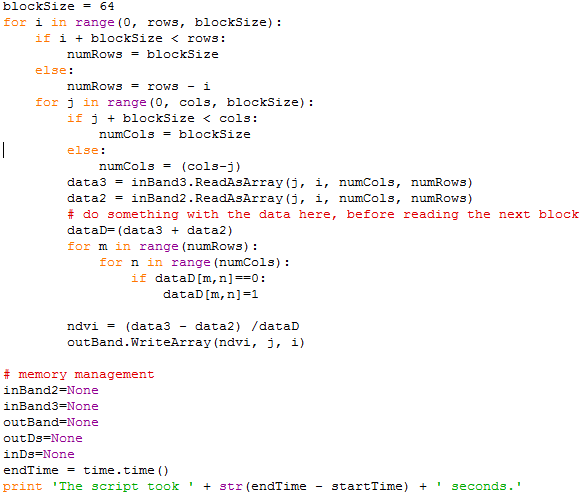 blockSize = 64
for i in range(0, rows, blockSize):
    if i + blockSize < rows:
        numRows = blockSize
    else:
        numRows = rows - i
    for j in range(0, cols, blockSize):
        if j + blockSize < cols:
            numCols = blockSize
        else:
            numCols = (cols-j)
        data3 = inBand3.ReadAsArray(j, i, numCols, numRows)
        data2 = inBand2.ReadAsArray(j, i, numCols, numRows)
        # do something with the data here, before reading the next block
        dataD=(data3 + data2)
        for m in range(numRows):
            for n in range(numCols):
                if dataD[m,n]==0:
                    dataD[m,n]=1
        ndvi = (data3 - data2) /dataD
        outBand.WriteArray(ndvi, j, i)
# memory management
inBand2=None
inBand3=None
outBand=None
outDs=None
inDs=None
endTime = time.time()
print 'The script took ' + str(endTime - startTime) + ' seconds.'